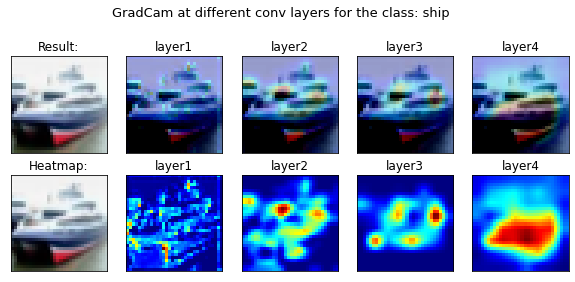 GradCam at different conv layers for the class: ship
Result:
layer1
layer2
layer3
layer4
Heatmap:
layer1
layer2
layer3
layer4